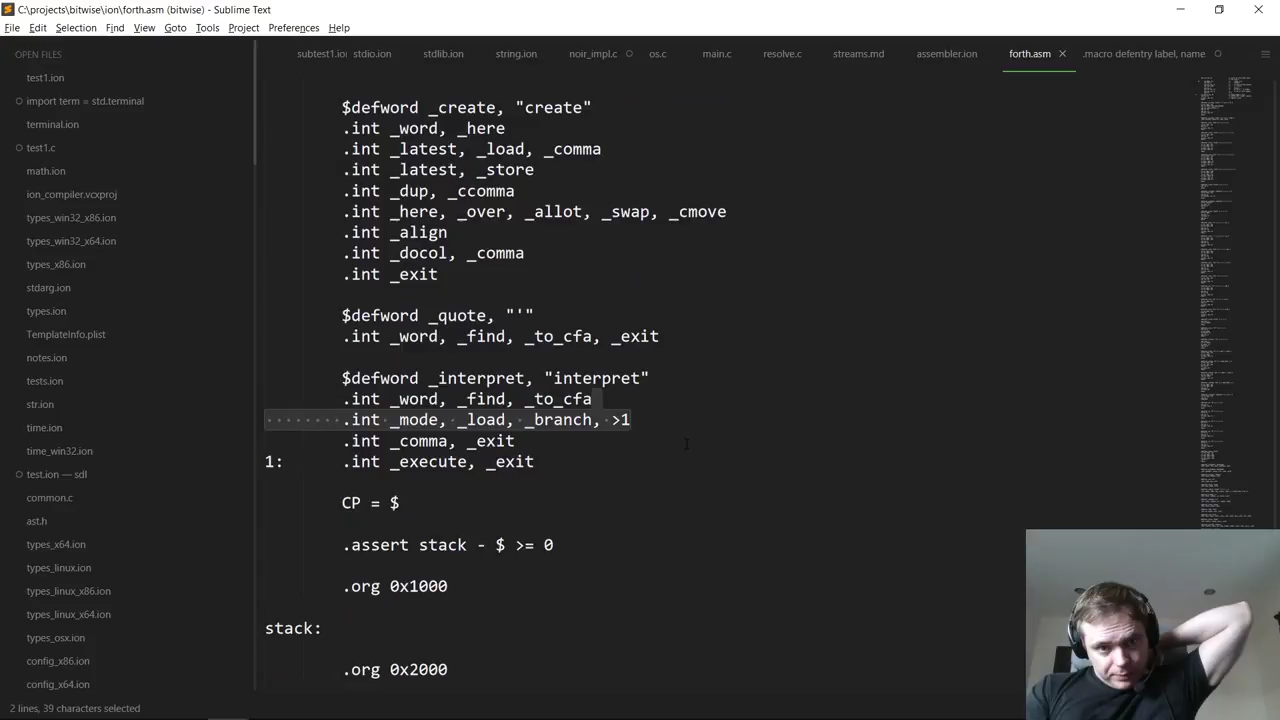 C:\projects\bitwise\ion\forth.asm (bitwise) - Sublime Text
File Edit Selection Find View Goto Tools Project Preferences Help
OPEN FILES
test1.ion
import term = std.terminal
terminal.ion
test1.c
math.ion
ion_compiler.vcxproj
types_win32_x86.ion
types_win32_x64.ion
types_x86.ion
stdarg.ion
types.ion
TemplateInfo.plist
notes.ion
tests.ion
str.ion
time.ion
time_win32.ion
test.ion — sdl
common.c
ast.h
types_x64.ion
types_linux.ion
types_linux_x86.ion
types_linux_x64.ion
types_osx.ion
config_x86.ion
config_x64.ion
subtest1.io stdio.ion stdlib.ion string.ion noir_impl.c os.c main.c resolve.c streams.md assembler.ion forth.asm .macro defentry label, name
$defword _create, "create"
.int _word, _here
.int _latest, _load, _comma
.int _latest, _store
.int _dup, _ccomma
.int _here, _over, _allot, _swap, _cmove
.int _align
.int _docol, _comma
.int _exit
$defword _quote, "'"
.int _word, _find, _to_cfa, _exit
$defword _interpret, "interpret"
.int _word, _find, _to_cfa
.int _mode, _load, _branch, >1
.int _comma, _exit
1: .int _execute, _exit
CP = $
.assert stack - $ >= 0
.org 0x1000
stack:
.org 0x2000
2 lines, 39 characters selected